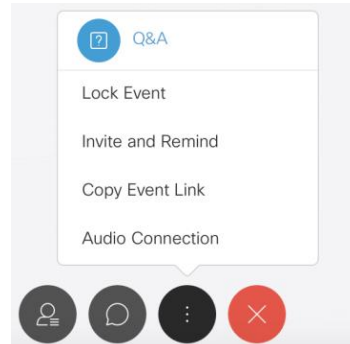 Q&A
Lock Event
Invite and Remind
Copy Event Link
Audio Connection